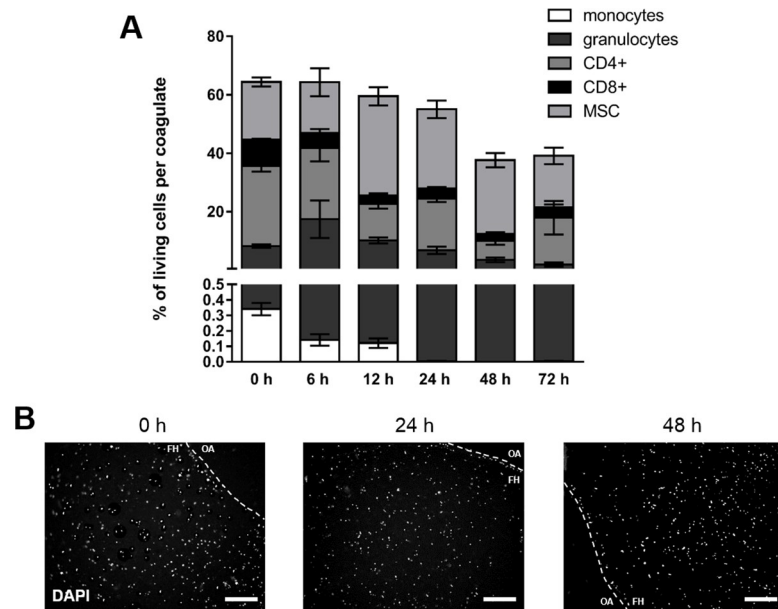 A
monocytes
granulocytes
CD4+
CD8+
MSC
% of living cells per coagulate
80
60
40
20
0.5
0.4
0.3
0.2
0.1
0.0
0 h 6 h 12 h 24 h 48 h 72 h
B
0 h 24 h 48 h
FH OA
DAPI
OA
FH
OA FH